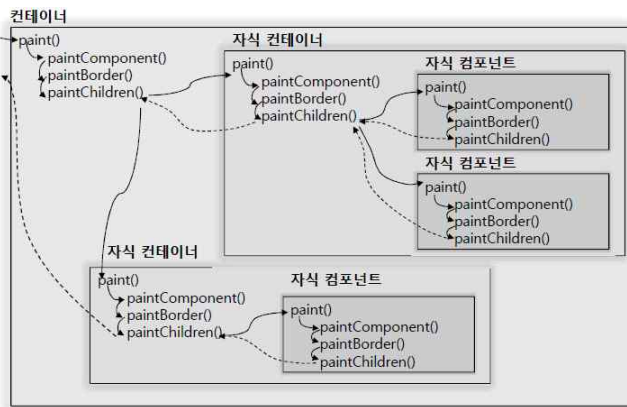 컨테이너
paint()
paintComponent()
paintBorder()
paintChildren()
자식 컨테이너
paint()
paintComponent()
paintBorder()
paintChildren()
자식 컴포넌트
paint()
paintComponent()
paintBorder()
paintChildren()
자식 컴포넌트
paint()
paintComponent()
paintBorder()
paintChildren()
자식 컨테이너
paint()
paintComponent()
paintBorder()
paintChildren()
자식 컴포넌트
paint()
paintComponent()
paintBorder()
paintChildren()